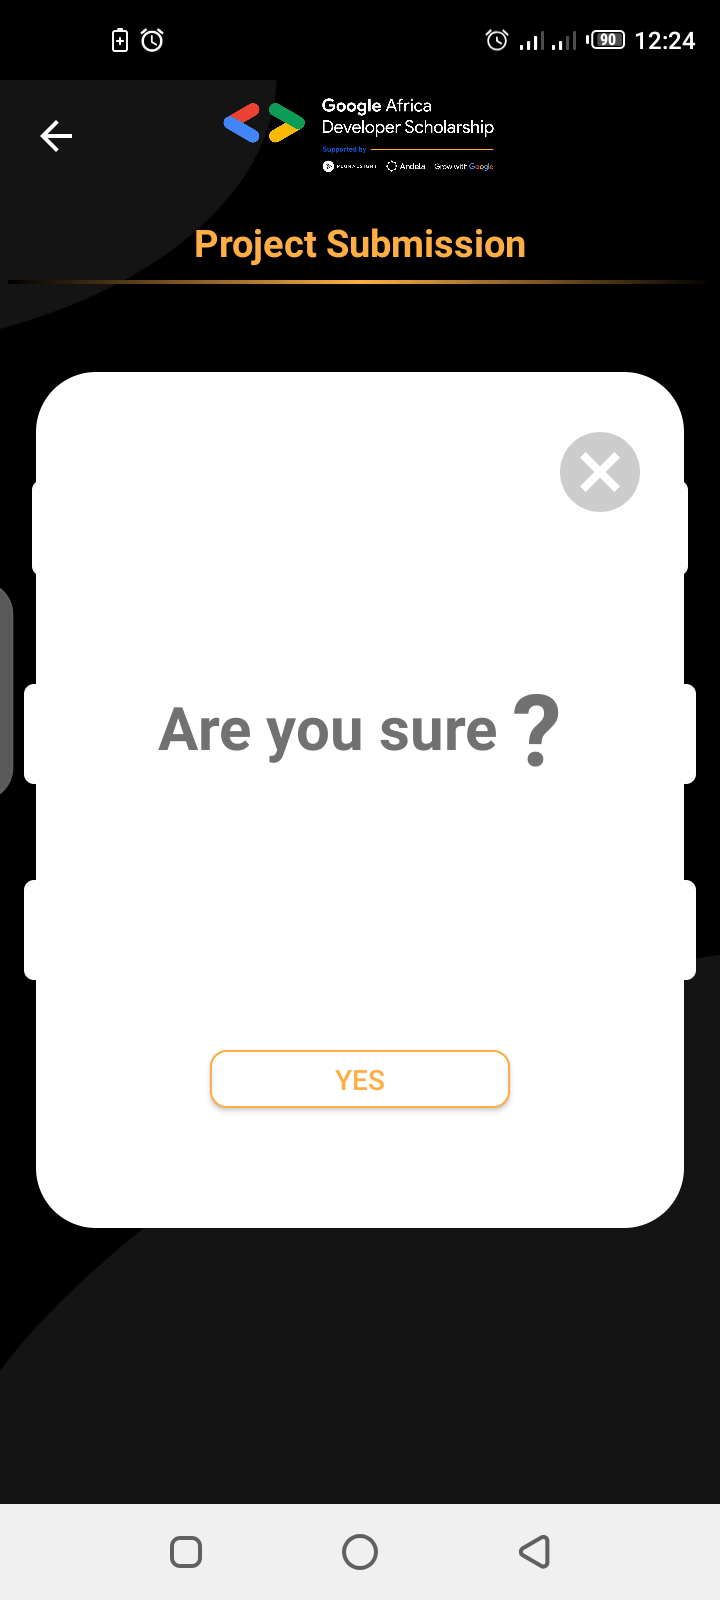 90 12:24
Google Africa
Developer Scholarship
Supported by
PLURALSIGHT Andela Grow with Google
Project Submission
Are you sure ?
YES